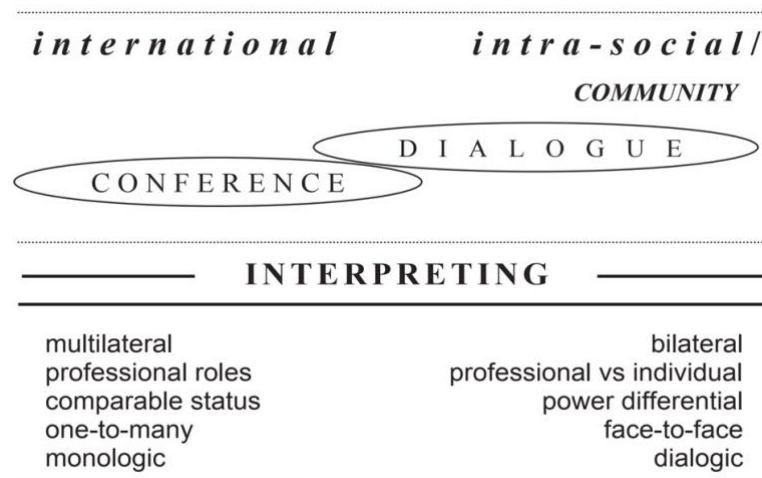 international intra-social/
COMMUNITY
DIALOGUE
CONFERENCE
INTERPRETING
multilateral bilateral
professional roles professional vs individual
comparable status power differential
one-to-many face-to-face
monologic dialogic